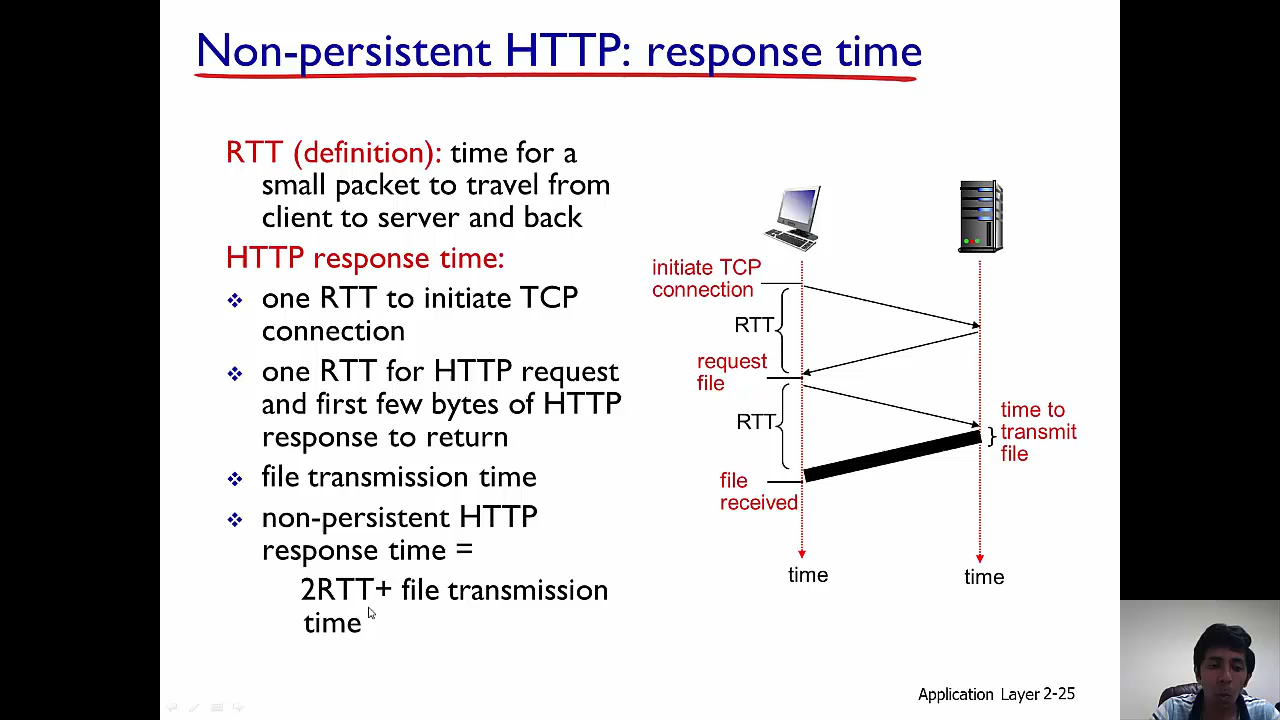 Non-persistent HTTP: response time
RTT (definition): time for a
small packet to travel from
client to server and back
HTTP response time:
one RTT to initiate TCP
connection
one RTT for HTTP request
and first few bytes of HTTP
response to return
file transmission time
non-persistent HTTP
response time =
2RTT+ file transmission
time
initiate TCP
connection
RTT
request
file
RTT
time to
transmit
file
file
received
time
time
Application Layer 2-25